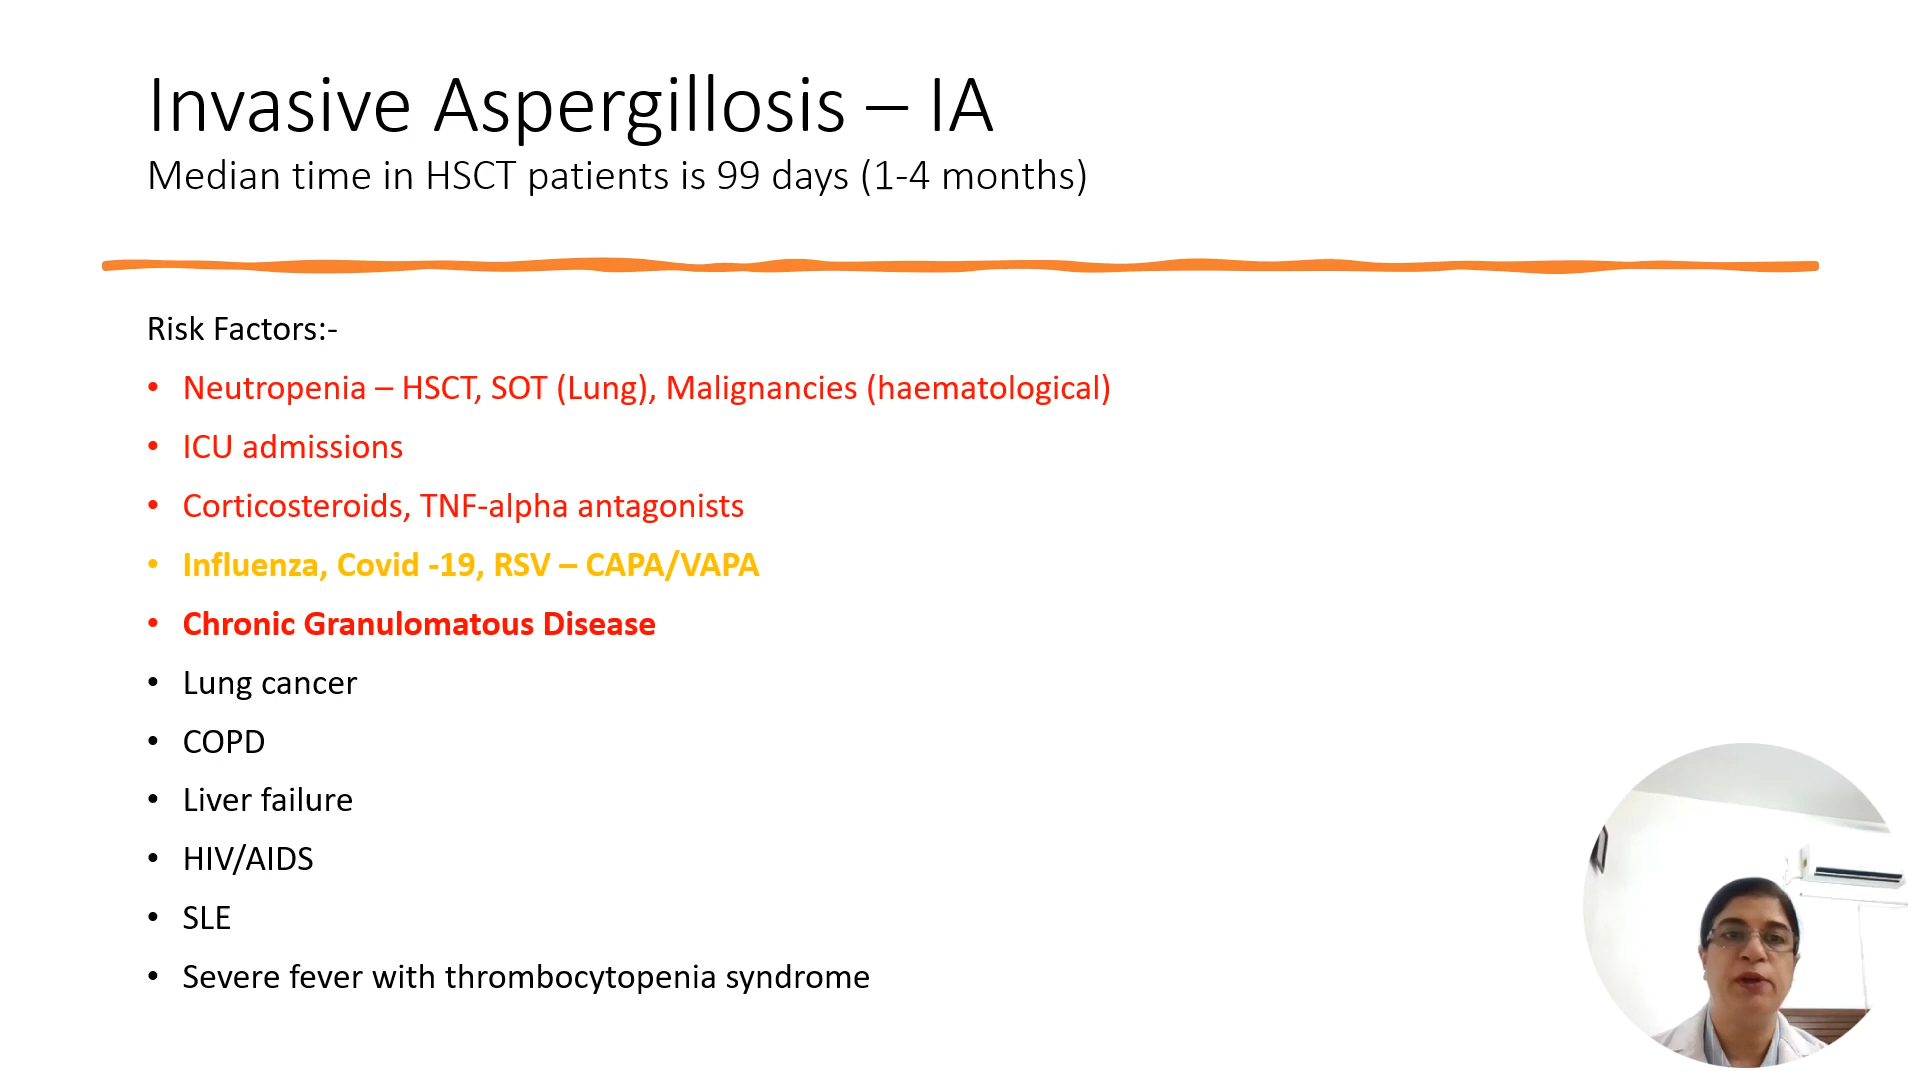 Invasive Aspergillosis – IA
Median time in HSCT patients is 99 days (1-4 months)
Risk Factors:-
• Neutropenia – HSCT, SOT (Lung), Malignancies (haematological)
• ICU admissions
• Corticosteroids, TNF-alpha antagonists
• Influenza, Covid -19, RSV – CAPA/VAPA
• Chronic Granulomatous Disease
• Lung cancer
• COPD
• Liver failure
• HIV/AIDS
• SLE
• Severe fever with thrombocytopenia syndrome